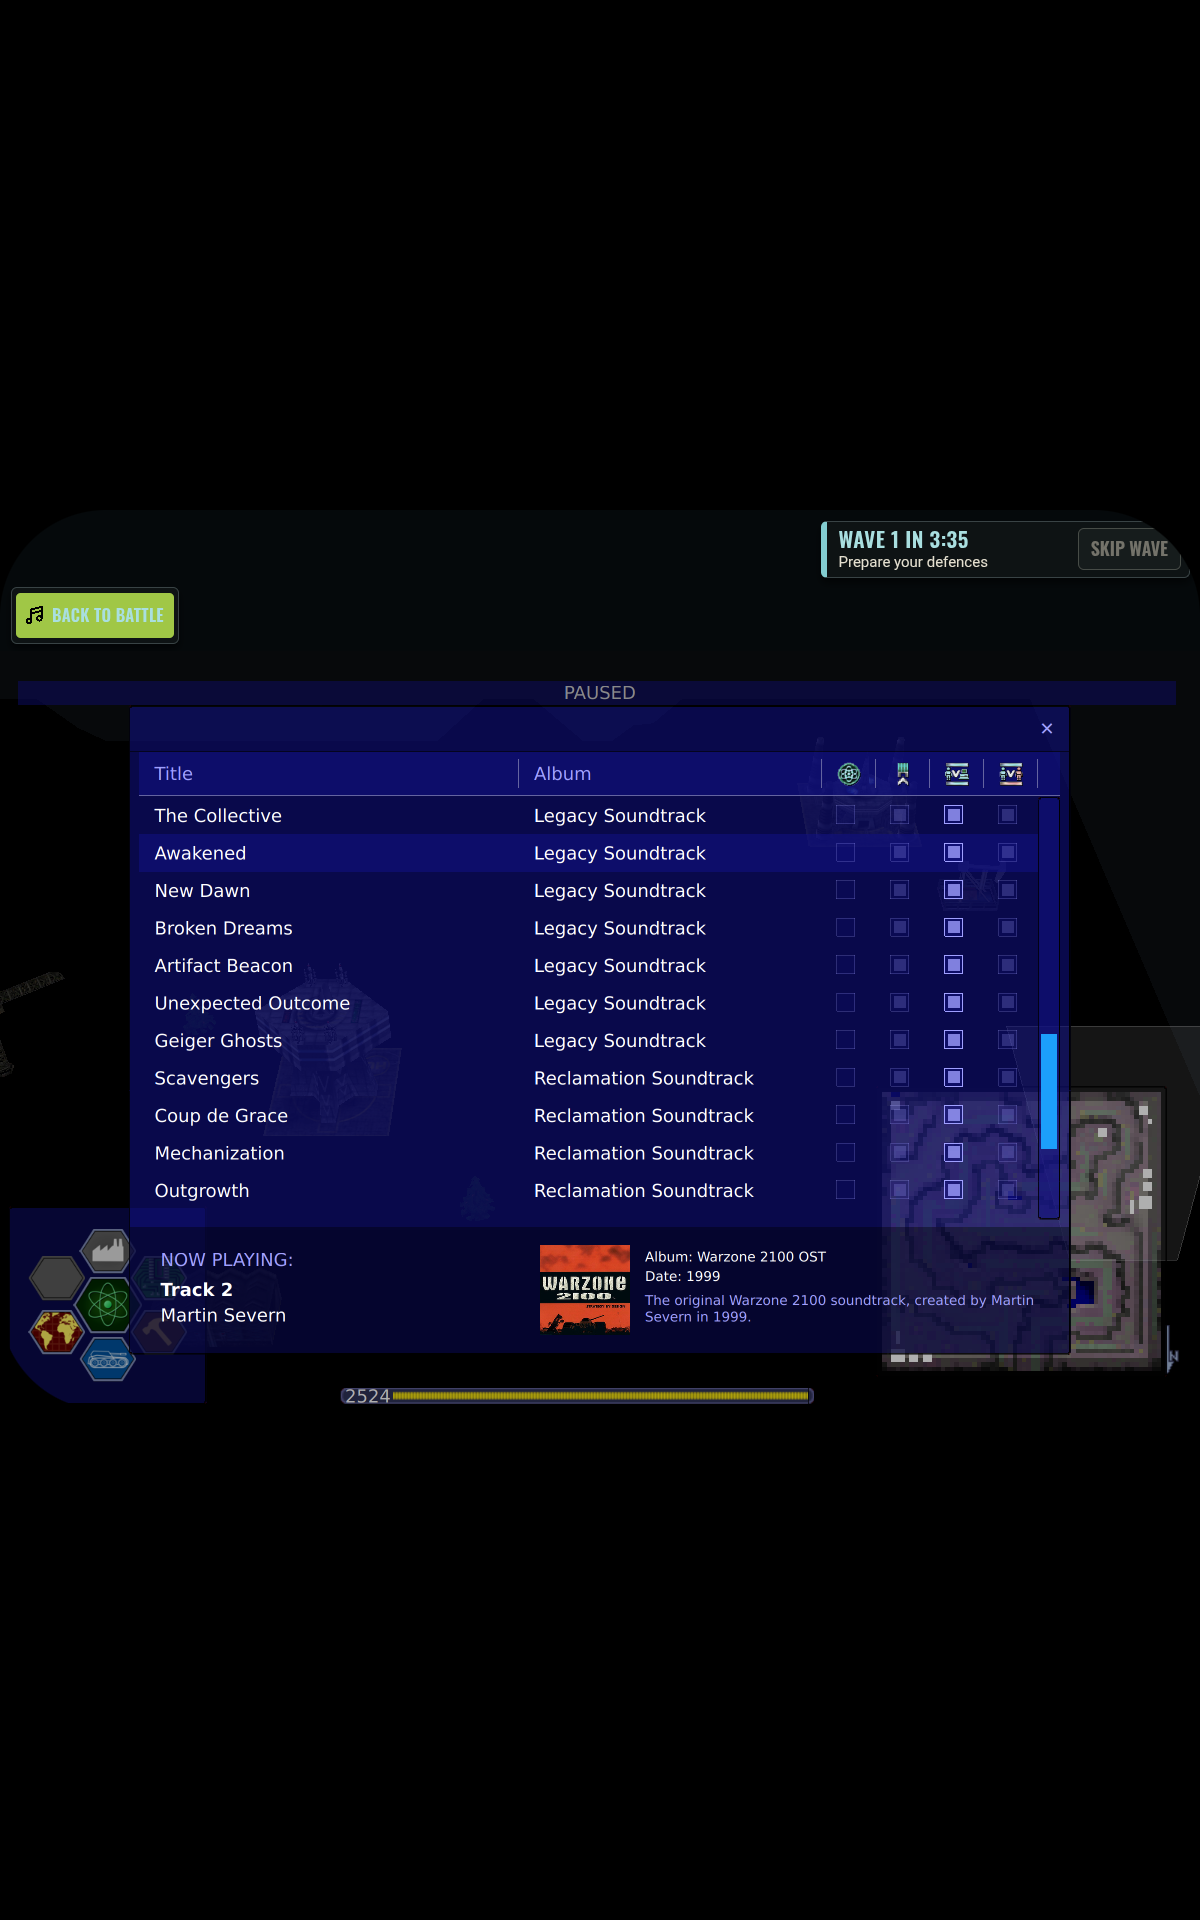 WAVE 1 IN 3:35
Prepare your defences
SKIP WAVE
BACK TO BATTLE
PAUSED
×
Title Album
The Collective Legacy Soundtrack
Awakened Legacy Soundtrack
New Dawn Legacy Soundtrack
Broken Dreams Legacy Soundtrack
Artifact Beacon Legacy Soundtrack
Unexpected Outcome Legacy Soundtrack
Geiger Ghosts Legacy Soundtrack
Scavengers Reclamation Soundtrack
Coup de Grace Reclamation Soundtrack
Mechanization Reclamation Soundtrack
Outgrowth Reclamation Soundtrack
NOW PLAYING:
Track 2
Martin Severn
WARZONE
2100
Album: Warzone 2100 OST
Date: 1999
The original Warzone 2100 soundtrack, created by Martin
Severn in 1999.
N
2524